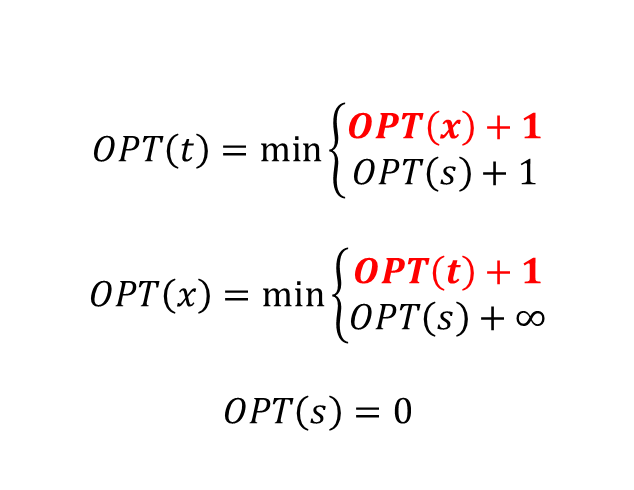 OPT(t) = min { OPT(x) + 1
OPT(s) + 1
OPT(x) = min { OPT(t) + 1
OPT(s) + ∞
OPT(s) = 0